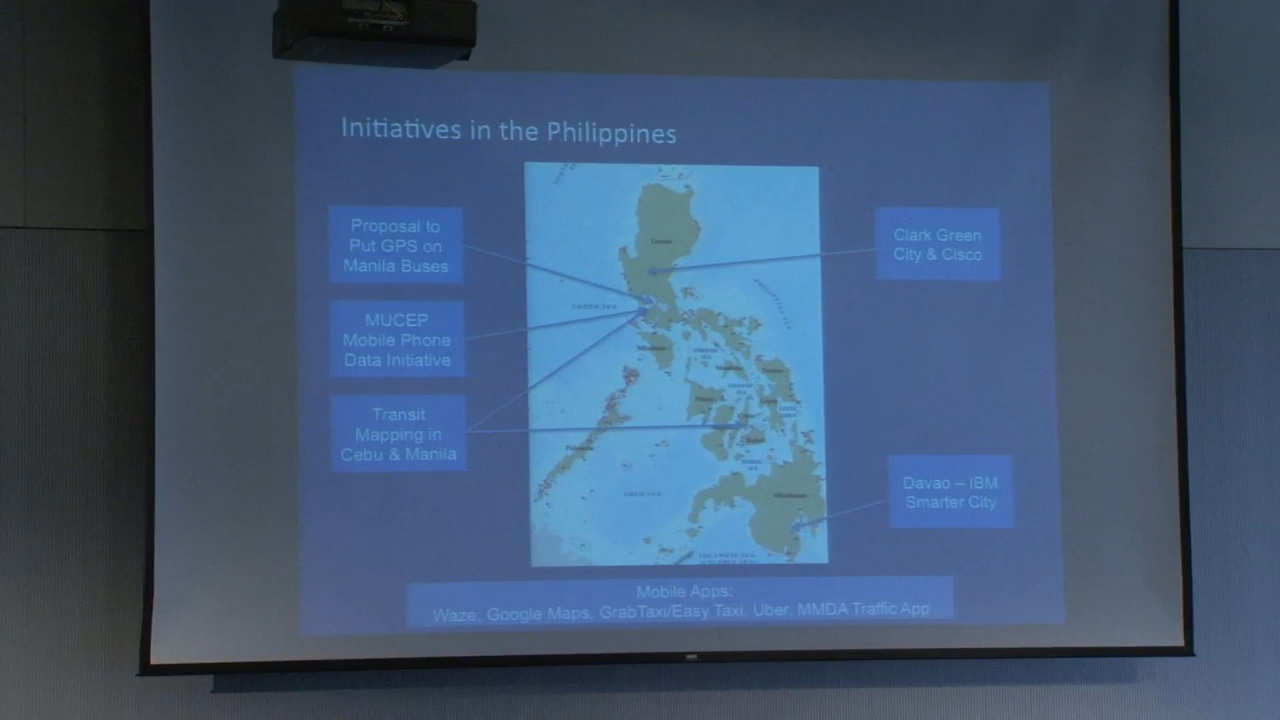 Initiatives in the Philippines
Proposal to
Put GPS on
Manila Buses
MUCEP
Mobile Phone
Data Initiative
Transit
Mapping in
Cebu & Manila
Clark Green
City & Cisco
Davao – IBM
Smarter City
Luzon
Mindanao
Mobile Apps:
Waze, Google Maps, GrabTaxi/Easy Taxi, Uber, MMDA Traffic App